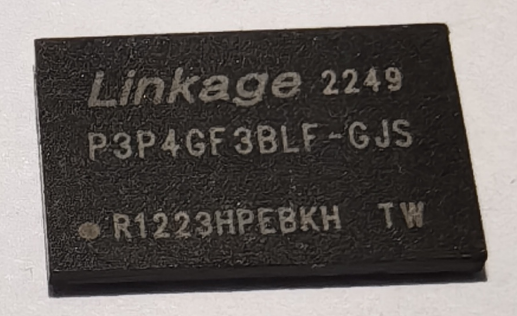 Linkage 2249
P3P4GF3BLF-GJS
R1223HPEBKH TW